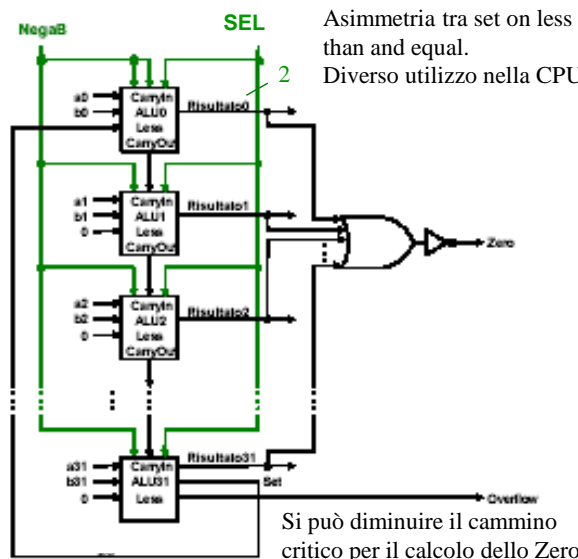 NegaB
SEL
Asimmetria tra set on less
than and equal.
Diverso utilizzo nella CPU
2
a0
b0
CarryIn
ALU0
Less
CarryOut
Risultato0
a1
b1
0
CarryIn
ALU1
Less
CarryOut
Risultato1
Zero
a2
b2
0
CarryIn
ALU2
Less
CarryOut
Risultato2
a31
b31
0
CarryIn
ALU31
Less
Risultato31
Set
Overflow
Si può diminuire il cammino
critico per il calcolo dello Zero